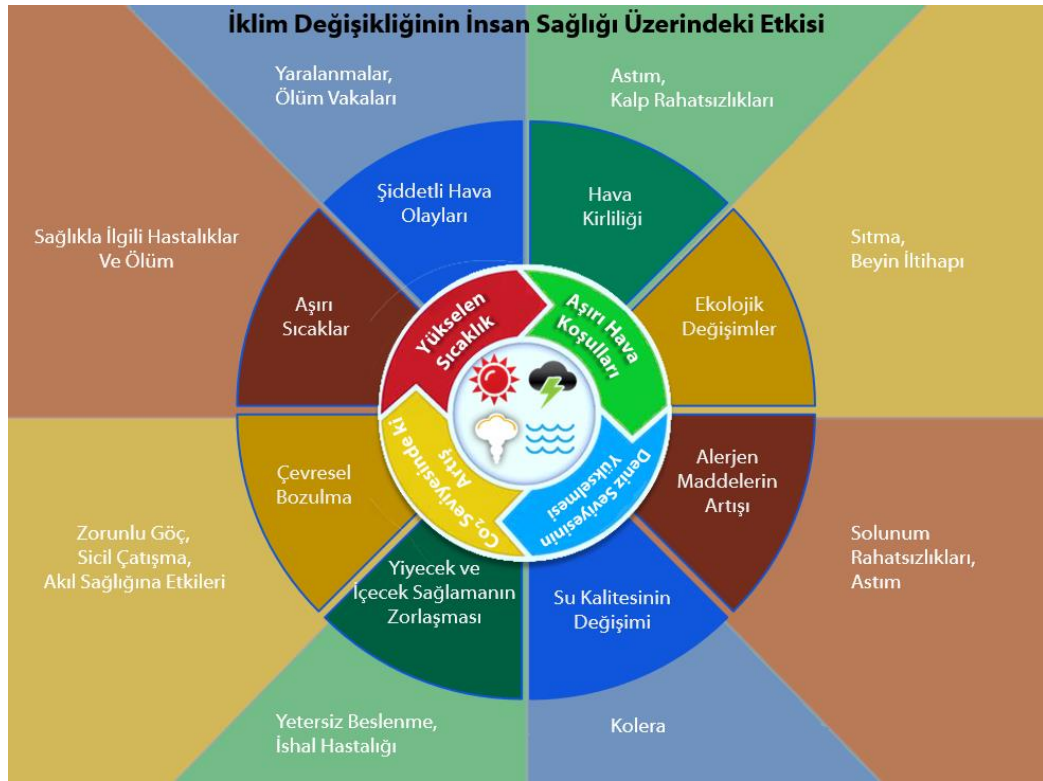 İklim Değişikliğinin İnsan Sağlığı Üzerindeki Etkisi
Yaralanmalar,
Ölüm Vakaları
Astım,
Kalp Rahatsızlıkları
Şiddetli Hava
Olayları
Hava
Kirliliği
Sağlıkla İlgili Hastalıklar
Ve Ölüm
Sıtma,
Beyin İltihapı
Aşırı
Sıcaklar
Ekolojik
Değişimler
Yükselen
Sıcaklık
Aşırı Hava
Koşulları
Co₂ Seviyesinde ki
Artış
Deniz Seviyesinin
Yükselmesi
Çevresel
Bozulma
Alerjen
Maddelerin
Artışı
Zorunlu Göç,
Sicil Çatışma,
Akıl Sağlığına Etkileri
Solunum
Rahatsızlıkları,
Astım
Yiyecek ve
İçecek Sağlamanın
Zorlaşması
Su Kalitesinin
Değişimi
Yetersiz Beslenme,
İshal Hastalığı
Kolera